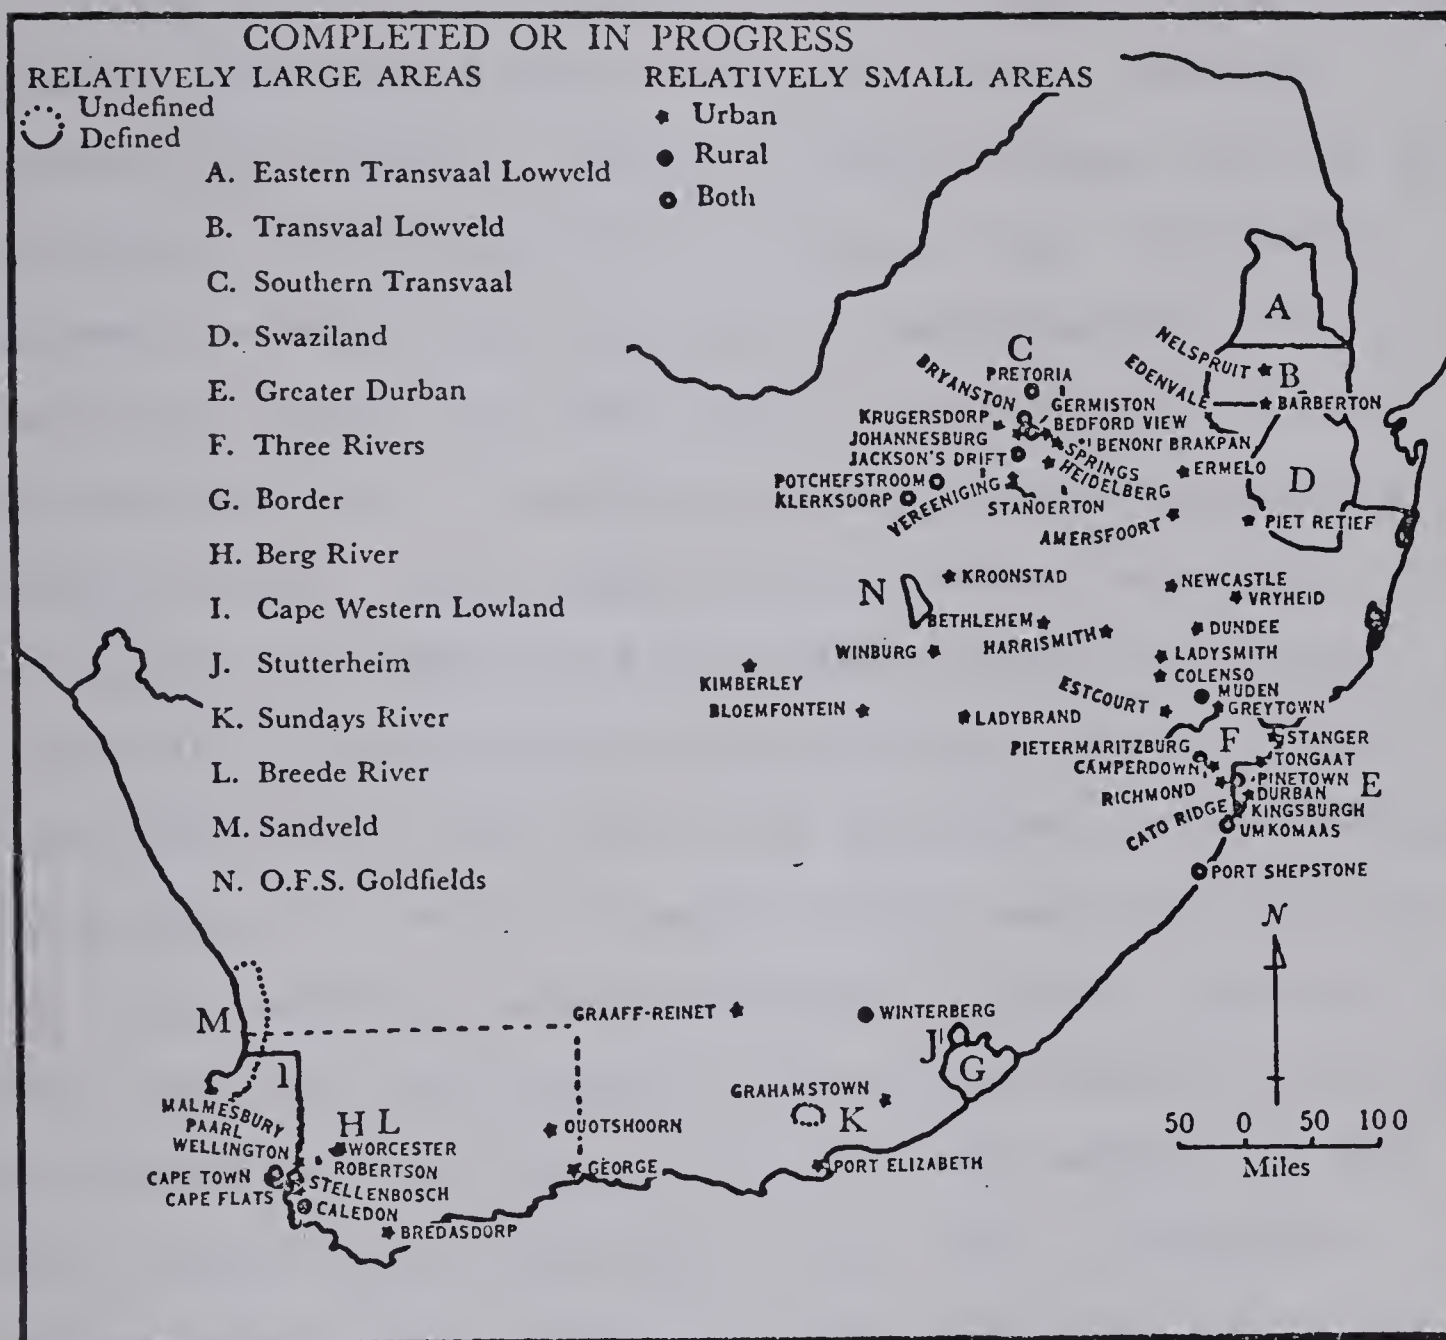 COMPLETED OR IN PROGRESS
RELATIVELY LARGE AREAS
Undefined
Defined
RELATIVELY SMALL AREAS
Urban
Rural
Both
A. Eastern Transvaal Lowveld
B. Transvaal Lowveld
C. Southern Transvaal
D. Swaziland
E. Greater Durban
F. Three Rivers
G. Border
H. Berg River
I. Cape Western Lowland
J. Stutterheim
K. Sundays River
L. Breede River
M. Sandveld
N. O.F.S. Goldfields
A
NELSPRUIT
B
EDENVALE
BARBERTON
C
PRETORIA
BRYANSTON
GERMISTON
KRUGERSDORP
BEDFORD VIEW
JOHANNESBURG
BENONI BRAKPAN
JACKSON'S DRIFT
SPRINGS
HEIDELBERG
ERMELO
D
POTCHEFSTROOM
KLERKSDORP
VEREENIGING
STANDERTON
AMERSFOORT
PIET RETIEF
N
KROONSTAD
NEWCASTLE
VRYHEID
BETHLEHEM
HARRISMITH
DUNDEE
WINBURG
LADYSMITH
COLENSO
KIMBERLEY
MUDEN
ESTCOURT
GREYTOWN
BLOEMFONTEIN
LADYBRAND
F
STANGER
PIETERMARITZBURG
TONGAAT
CAMPERDOWN
PINETOWN
E
RICHMOND
DURBAN
CATO RIDGE
KINGSBURGH
UMKOMAAS
PORT SHEPSTONE
N
50 0 50 100
Miles
M
GRAAFF-REINET
WINTERBERG
J
G
I
GRAHAMSTOWN
K
MALMESBURY
PAARL
WELLINGTON
H L
WORCESTER
ROBERTSON
OUOTSHOORN
CAPE TOWN
CAPE FLATS
STELLENBOSCH
CALEDON
GEORGE
PORT ELIZABETH
BREDASDORP